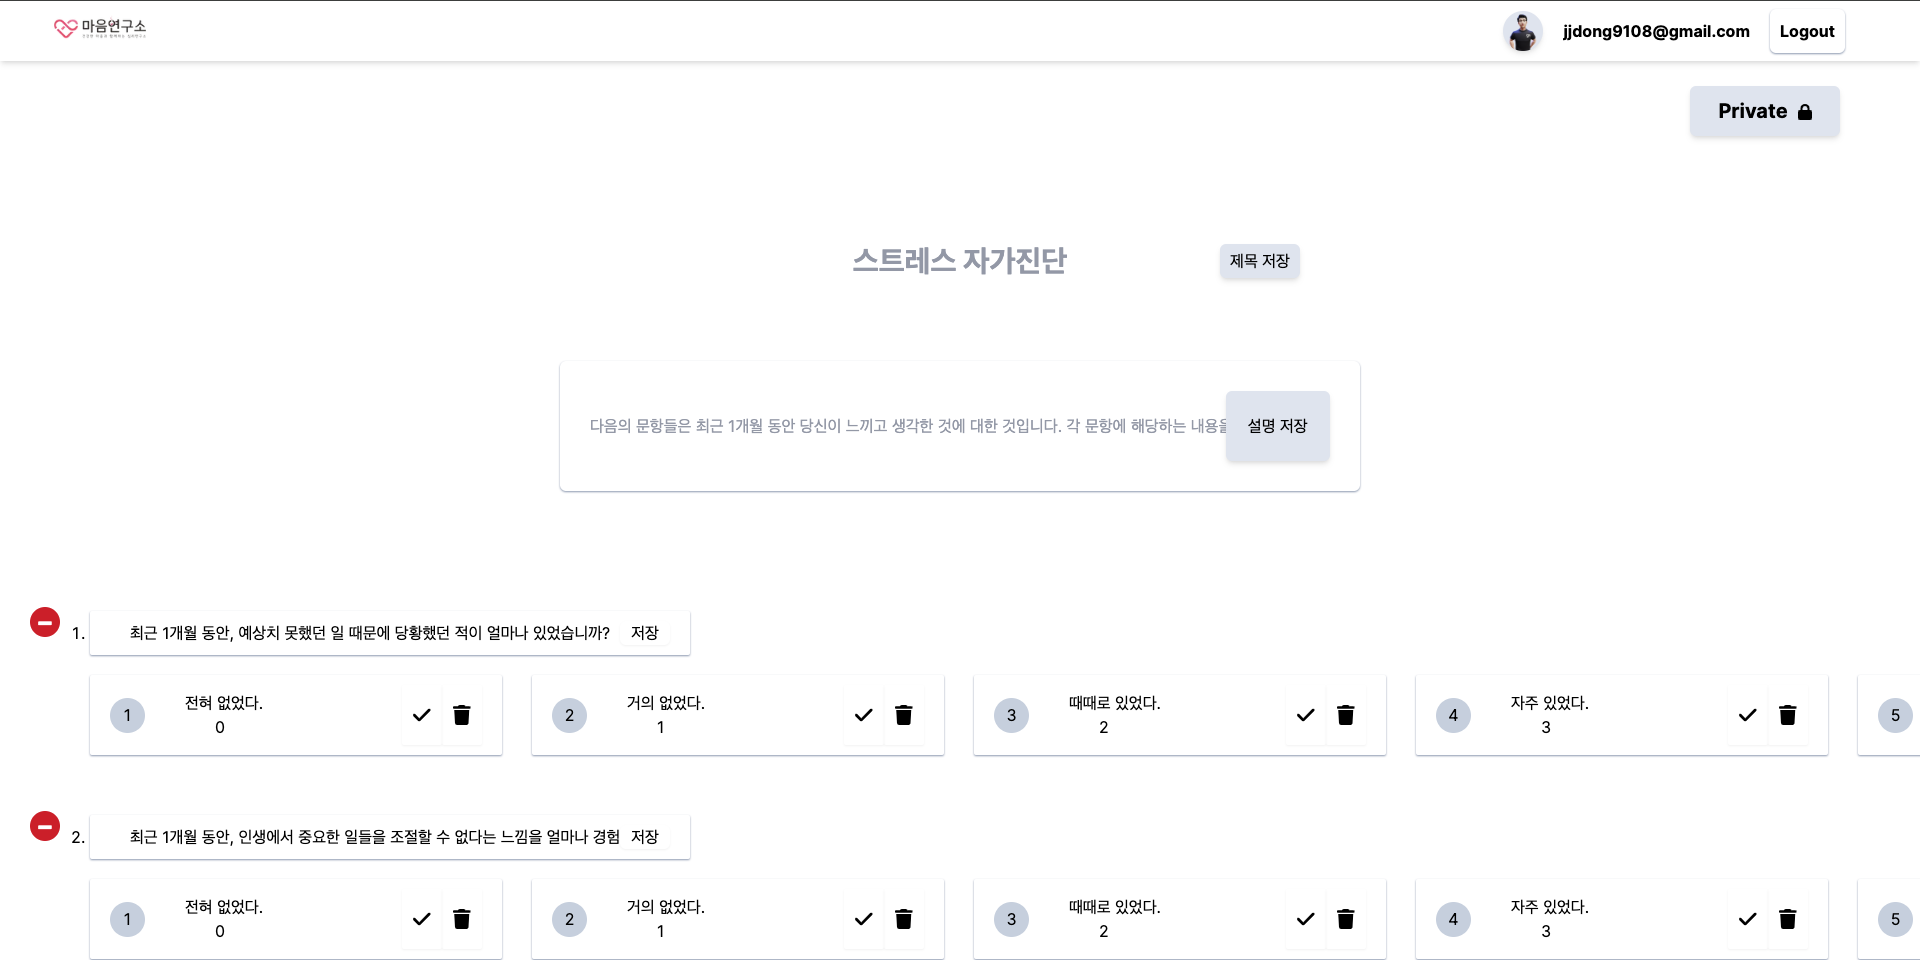 마음연구소
jjdong9108@gmail.com
Logout
Private
스트레스 자가진단
제목 저장
다음의 문항들은 최근 1개월 동안 당신이 느끼고 생각한 것에 대한 것입니다. 각 문항에 해당하는 내용을
설명 저장
1. 최근 1개월 동안, 예상치 못했던 일 때문에 당황했던 적이 얼마나 있었습니까? 저장
1 전혀 없었다.
0
2 거의 없었다.
1
3 때때로 있었다.
2
4 자주 있었다.
3
5
2. 최근 1개월 동안, 인생에서 중요한 일들을 조절할 수 없다는 느낌을 얼마나 경험 저장
1 전혀 없었다.
0
2 거의 없었다.
1
3 때때로 있었다.
2
4 자주 있었다.
3
5